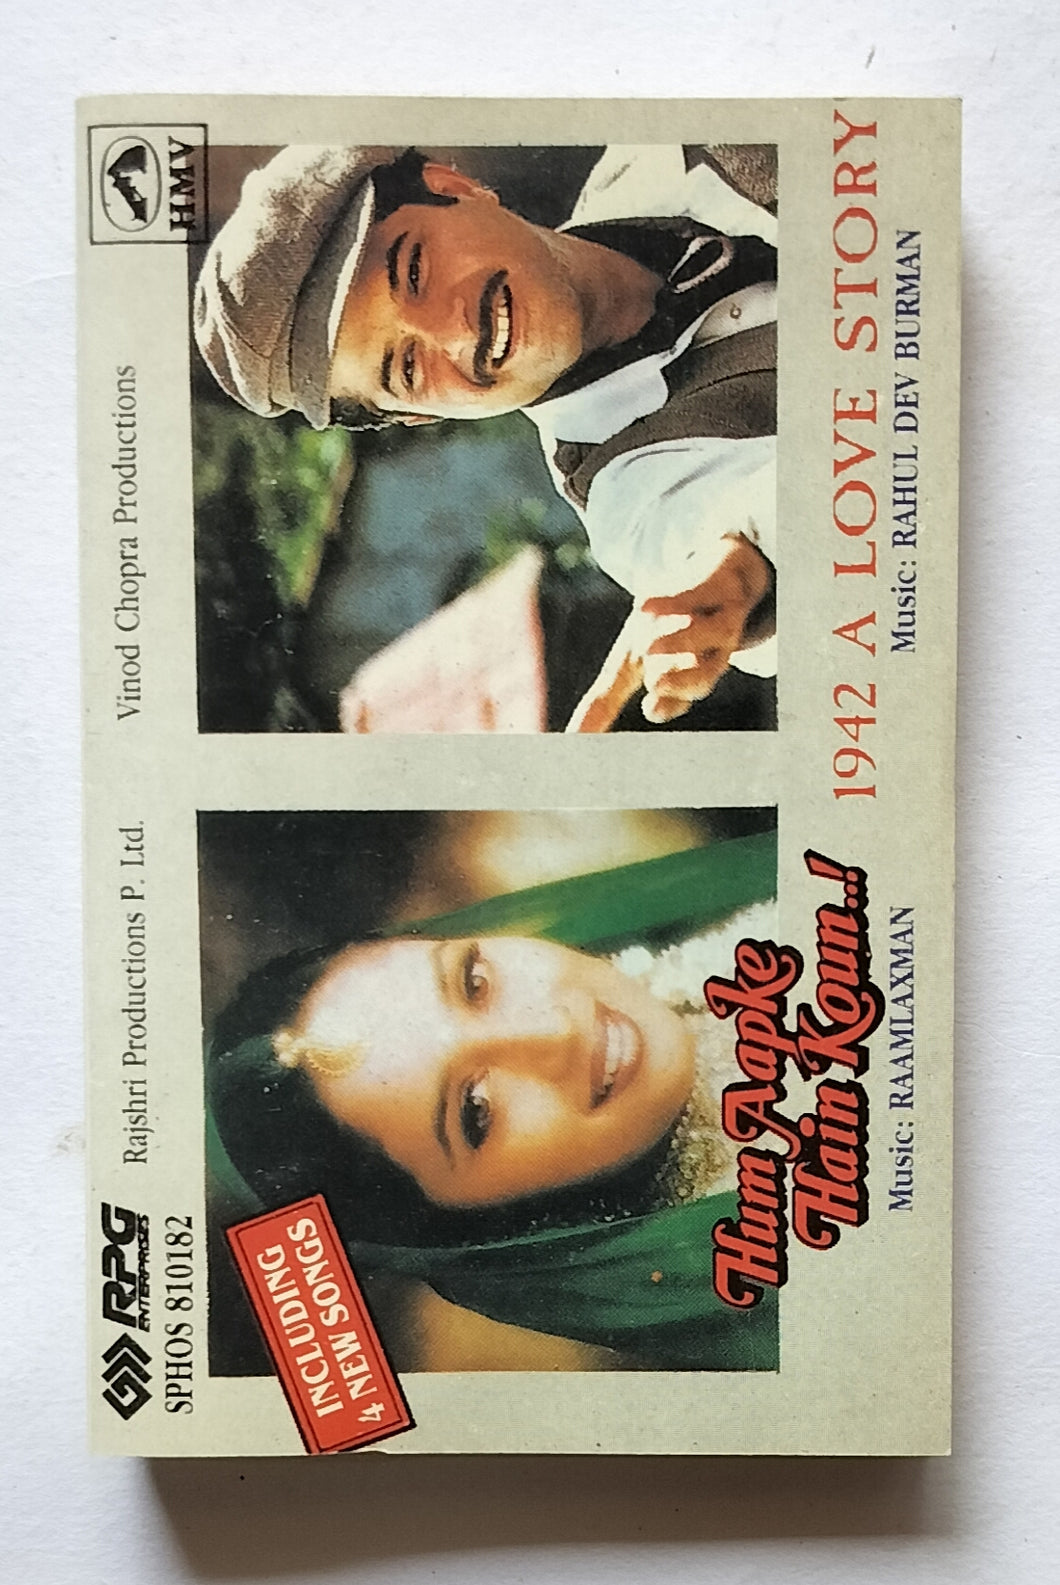 RPG
ENTERPRISES
SPHOS 810182
Rajshri Productions P. Ltd.
Vinod Chopra Productions
HMV
INCLUDING
4 NEW SONGS
Hum Aapke
Hain Koun..!
Music: RAAMLAXMAN
1942 A LOVE STORY
Music: RAHUL DEV BURMAN